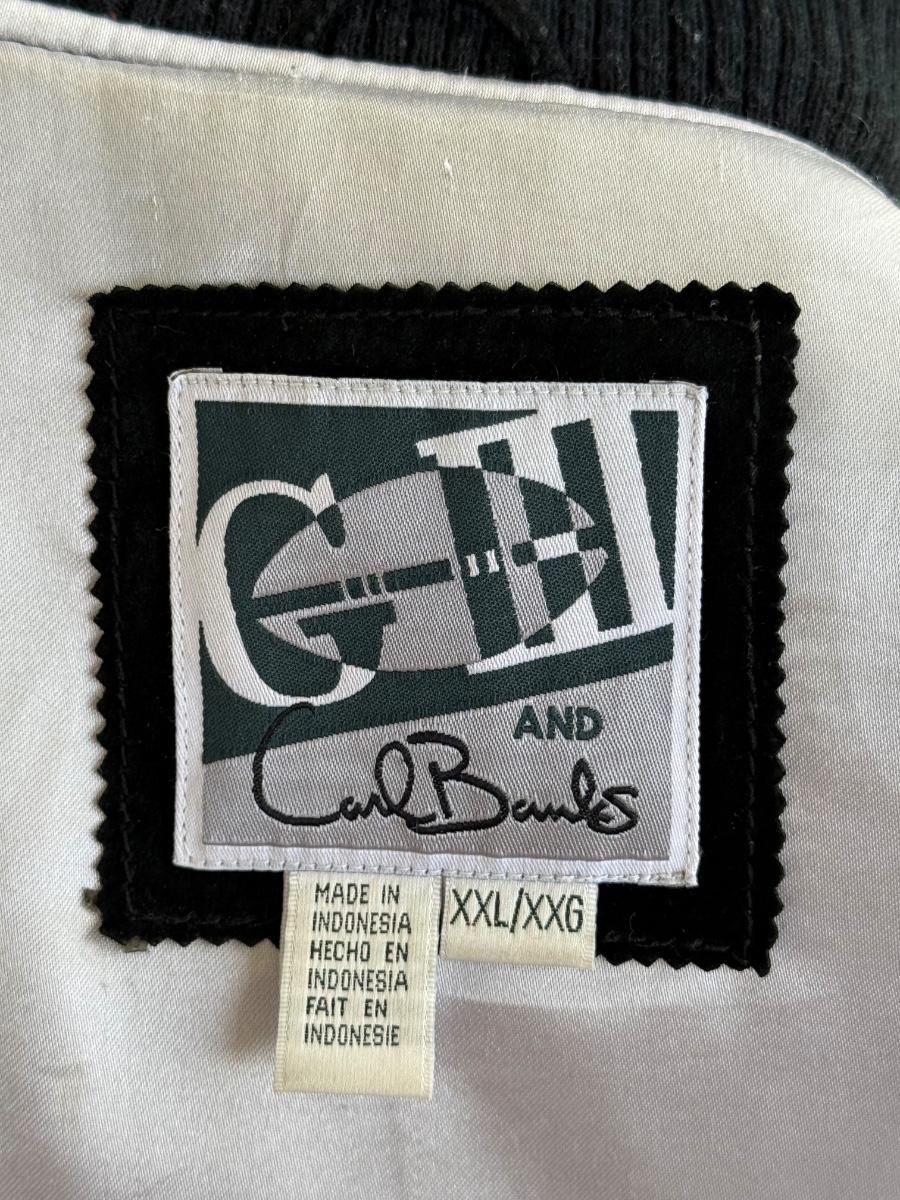 G III
AND
Carl Banks
MADE IN
INDONESIA
HECHO EN
INDONESIA
FAIT EN
INDONESIE
XXL/XXG